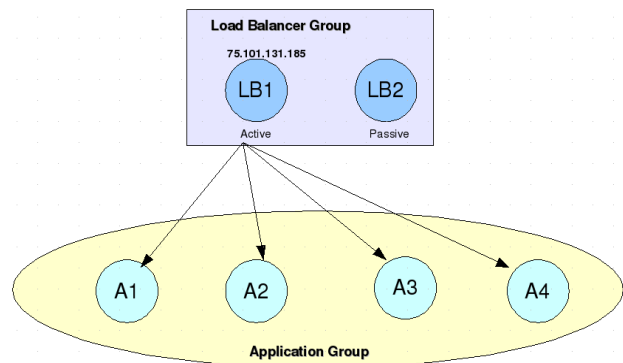 Load Balancer Group
75.101.131.185
LB1
LB2
Active
Passive
A1
A2
A3
A4
Application Group